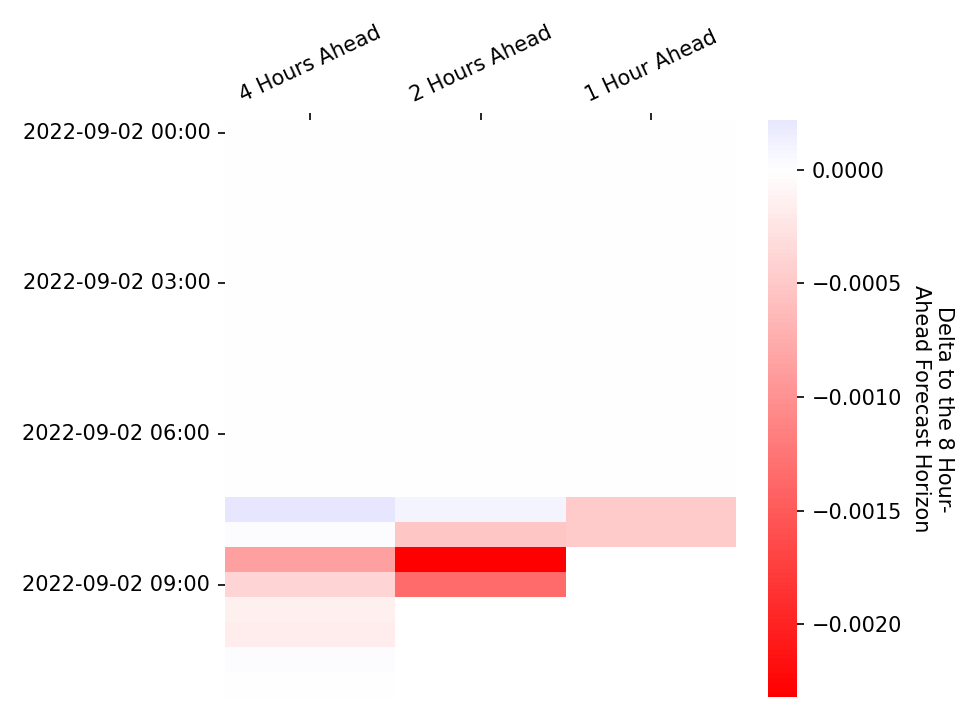 4 Hours Ahead
2 Hours Ahead
1 Hour Ahead
2022-09-02 00:00
2022-09-02 03:00
2022-09-02 06:00
2022-09-02 09:00
0.0000
−0.0005
−0.0010
−0.0015
−0.0020
Delta to the 8 Hour-
Ahead Forecast Horizon